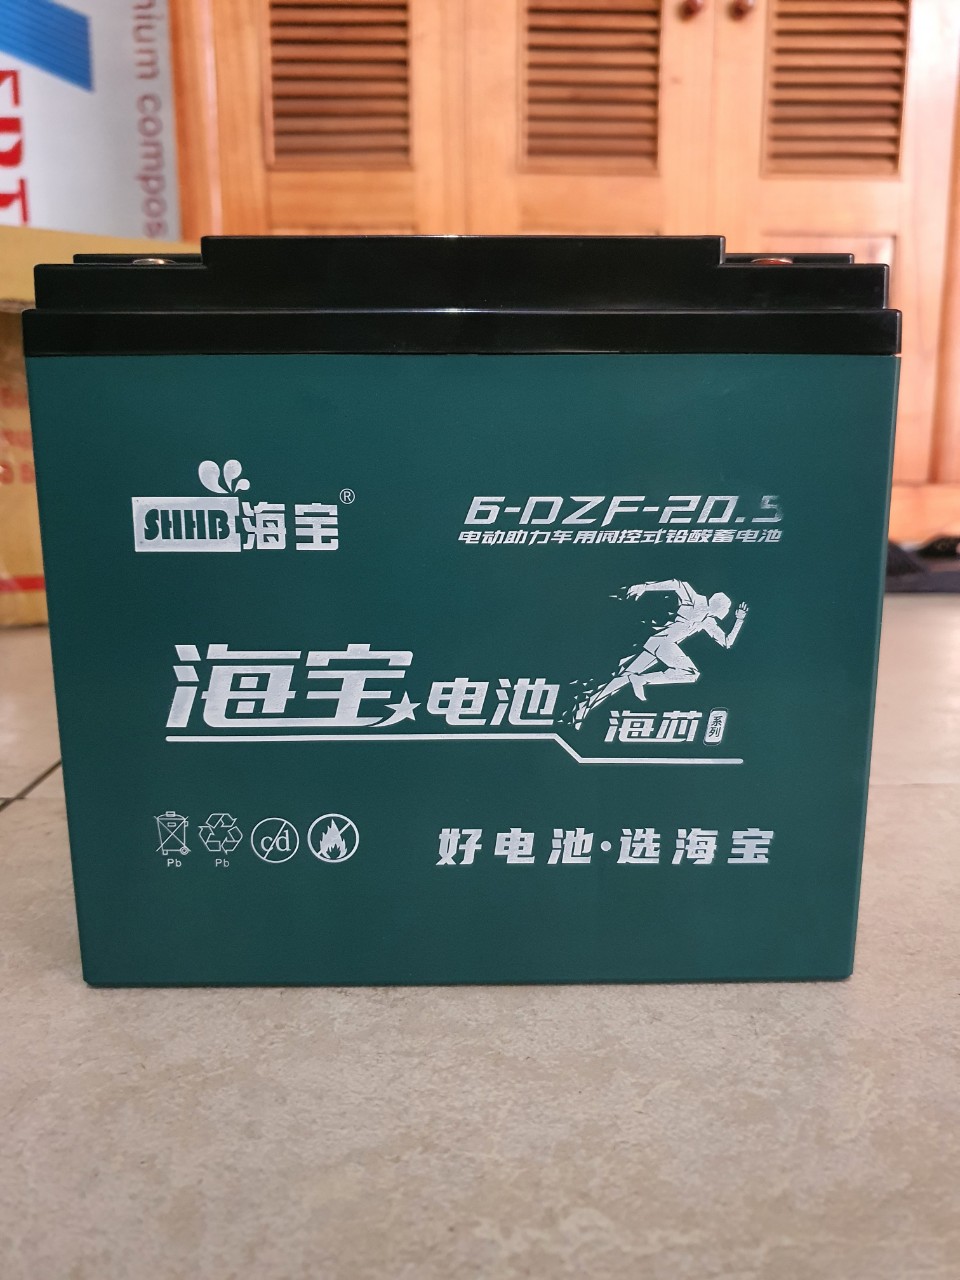 nium compos
SHHB海宝®
6-DZF-20.5
电动助力车用阀控式铅酸蓄电池
海宝电池
海芯系列
Pb
Pb
cd
好电池·选海宝